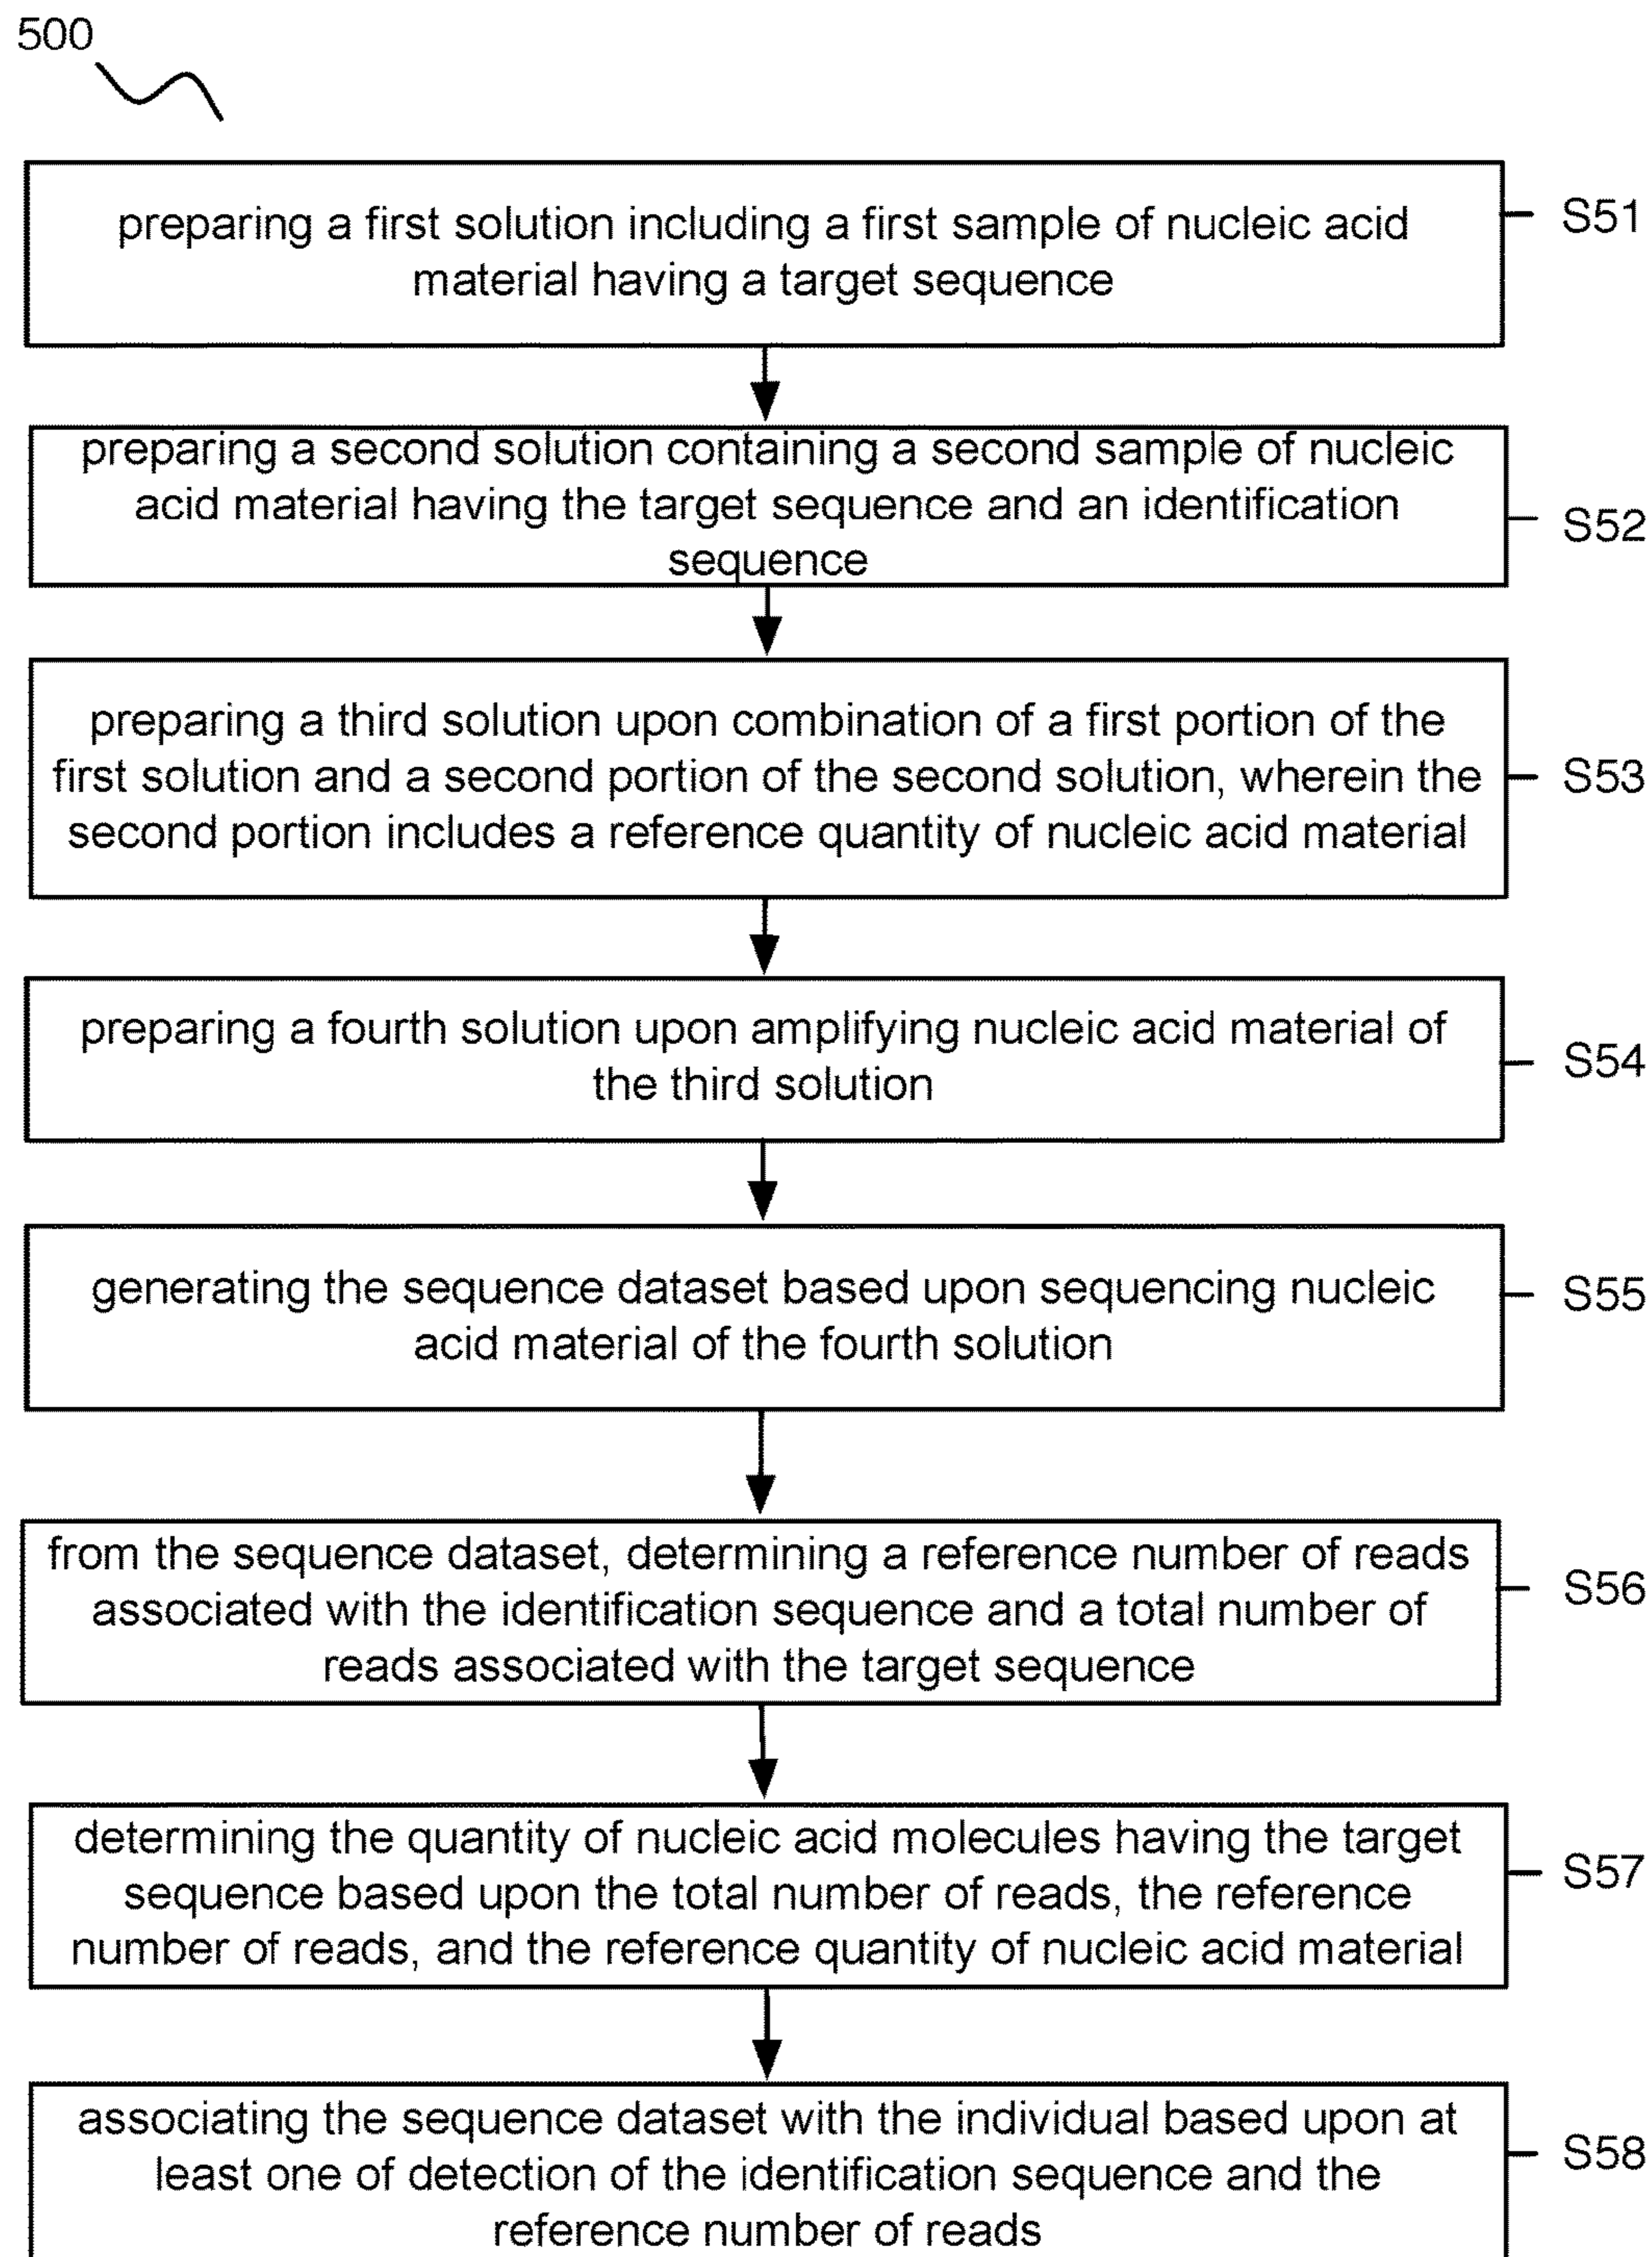 500
preparing a first solution including a first sample of nucleic acid
material having a target sequence
S51
preparing a second solution containing a second sample of nucleic
acid material having the target sequence and an identification
sequence
S52
preparing a third solution upon combination of a first portion of the
first solution and a second portion of the second solution, wherein the
second portion includes a reference quantity of nucleic acid material
S53
preparing a fourth solution upon amplifying nucleic acid material of
the third solution
S54
generating the sequence dataset based upon sequencing nucleic
acid material of the fourth solution
S55
from the sequence dataset, determining a reference number of reads
associated with the identification sequence and a total number of
reads associated with the target sequence
S56
determining the quantity of nucleic acid molecules having the target
sequence based upon the total number of reads, the reference
number of reads, and the reference quantity of nucleic acid material
S57
associating the sequence dataset with the individual based upon at
least one of detection of the identification sequence and the
reference number of reads
S58